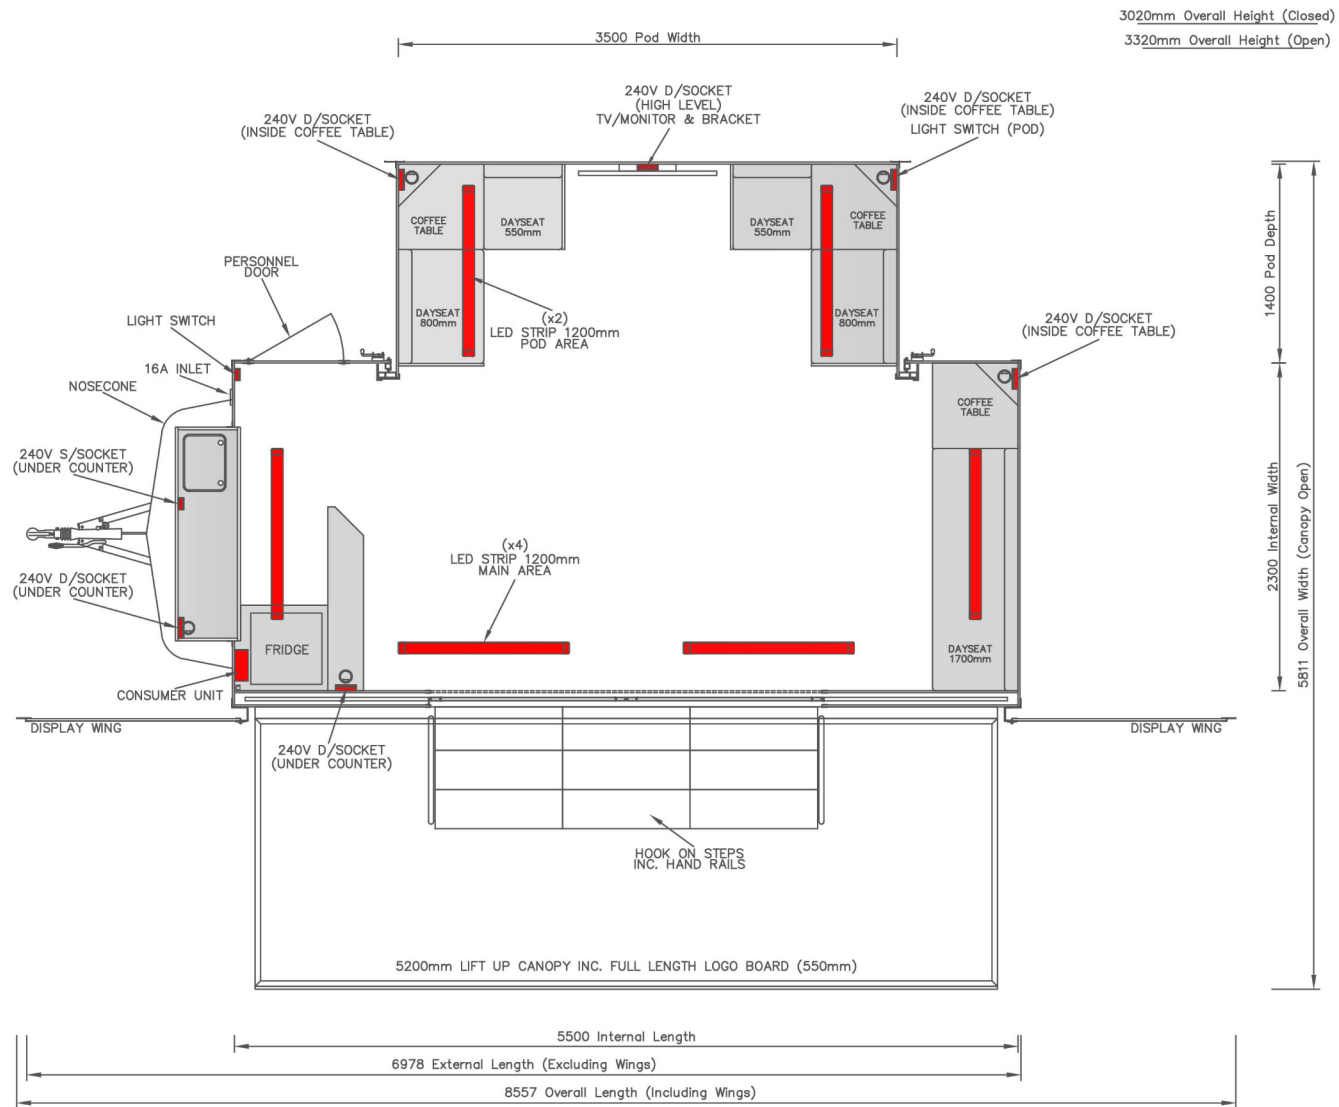 3020mm Overall Height (Closed)
3320mm Overall Height (Open)
3500 Pod Width
240V D/SOCKET
(HIGH LEVEL)
TV/MONITOR & BRACKET
240V D/SOCKET
(INSIDE COFFEE TABLE)
LIGHT SWITCH (POD)
240V D/SOCKET
(INSIDE COFFEE TABLE)
COFFEE
TABLE
DAYSEAT
550mm
DAYSEAT
550mm
COFFEE
TABLE
1400 Pod Depth
PERSONNEL
DOOR
DAYSEAT
800mm
(x2)
LED STRIP 1200mm
POD AREA
DAYSEAT
800mm
LIGHT SWITCH
240V D/SOCKET
(INSIDE COFFEE TABLE)
16A INLET
NOSECONE
COFFEE
TABLE
240V S/SOCKET
(UNDER COUNTER)
2300 Internal Width
5811 Overall Width (Canopy Open)
(x4)
LED STRIP 1200mm
MAIN AREA
240V D/SOCKET
(UNDER COUNTER)
FRIDGE
DAYSEAT
1700mm
CONSUMER UNIT
DISPLAY WING
DISPLAY WING
240V D/SOCKET
(UNDER COUNTER)
HOOK ON STEPS
INC. HAND RAILS
5200mm LIFT UP CANOPY INC. FULL LENGTH LOGO BOARD (550mm)
5500 Internal Length
6978 External Length (Excluding Wings)
8557 Overall Length (Including Wings)